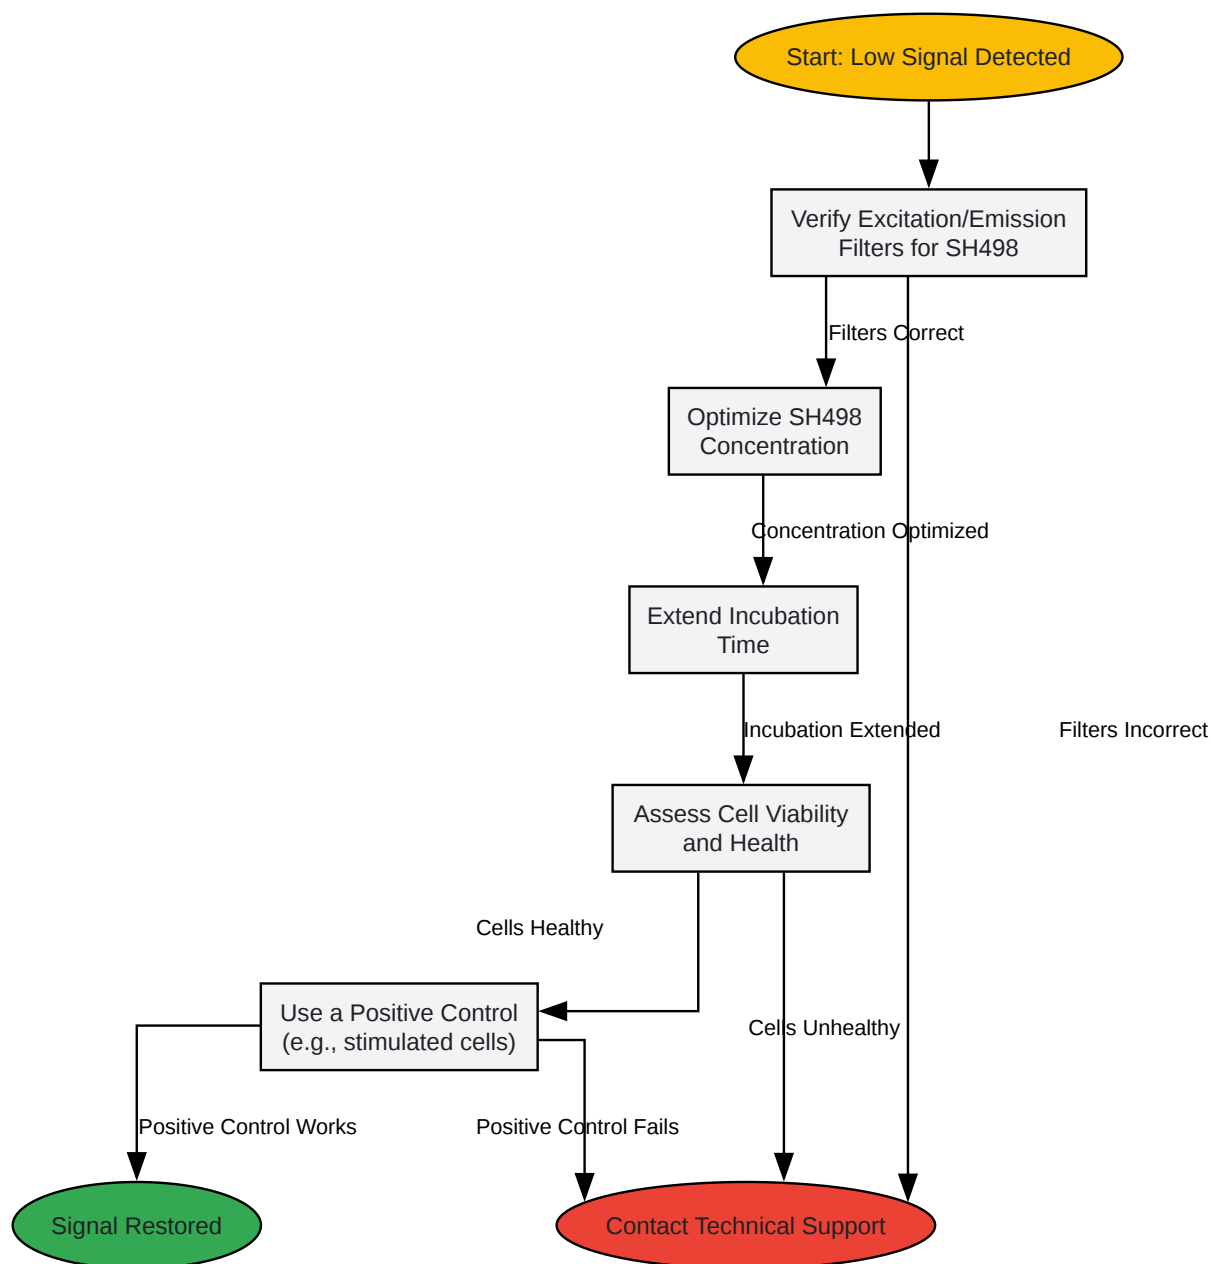 Start: Low Signal Detected
Verify Excitation/Emission
Filters for SH498
Filters Correct
Optimize SH498
Concentration
Concentration Optimized
Extend Incubation
Time
Incubation Extended
Filters Incorrect
Assess Cell Viability
and Health
Cells Healthy
Use a Positive Control
(e.g., stimulated cells)
Cells Unhealthy
Positive Control Works
Positive Control Fails
Signal Restored
Contact Technical Support